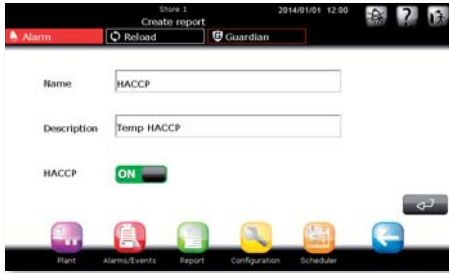 Store 1 2014/01/01 12:00
Create report
Alarm Reload Guardian
Name HACCP
Description Temp HACCP
HACCP ON
Plant Alarms/Events Report Configuration Scheduler